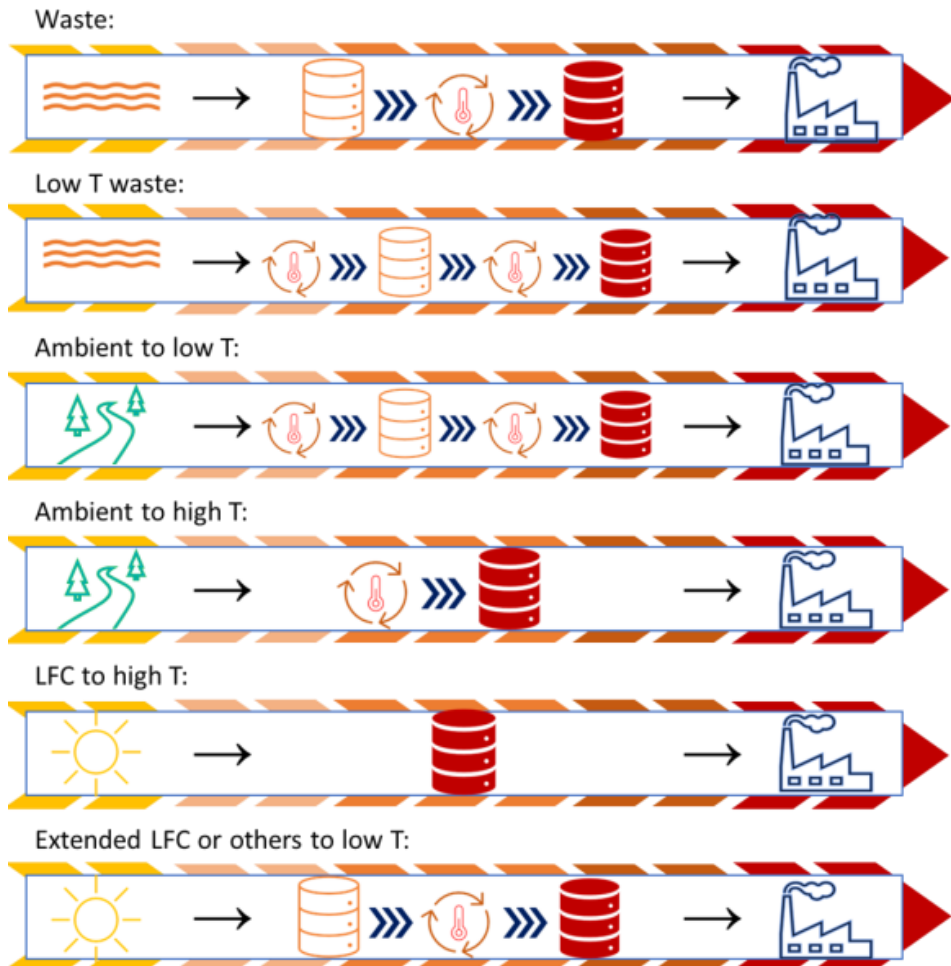 Waste:
Low T waste:
Ambient to low T:
Ambient to high T:
LFC to high T:
Extended LFC or others to low T: